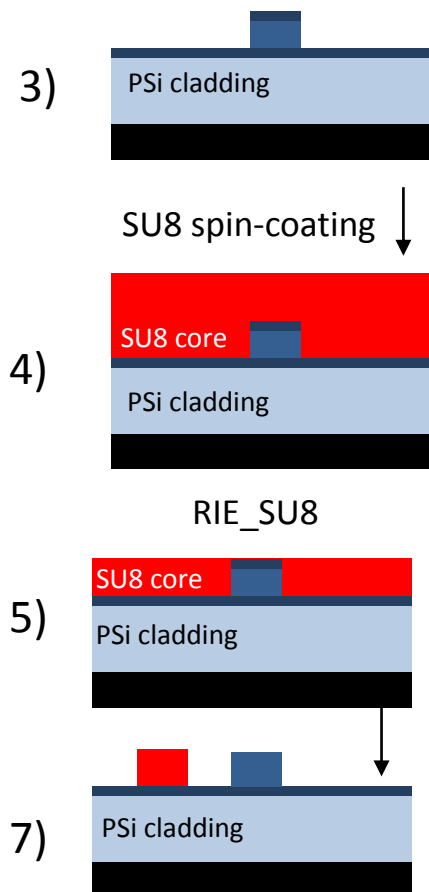 PSi cladding
3)
SU8 spin-coating
SU8 core
4)
PSi cladding
RIE_SU8
SU8 core
5)
PSi cladding
PSi cladding
7)